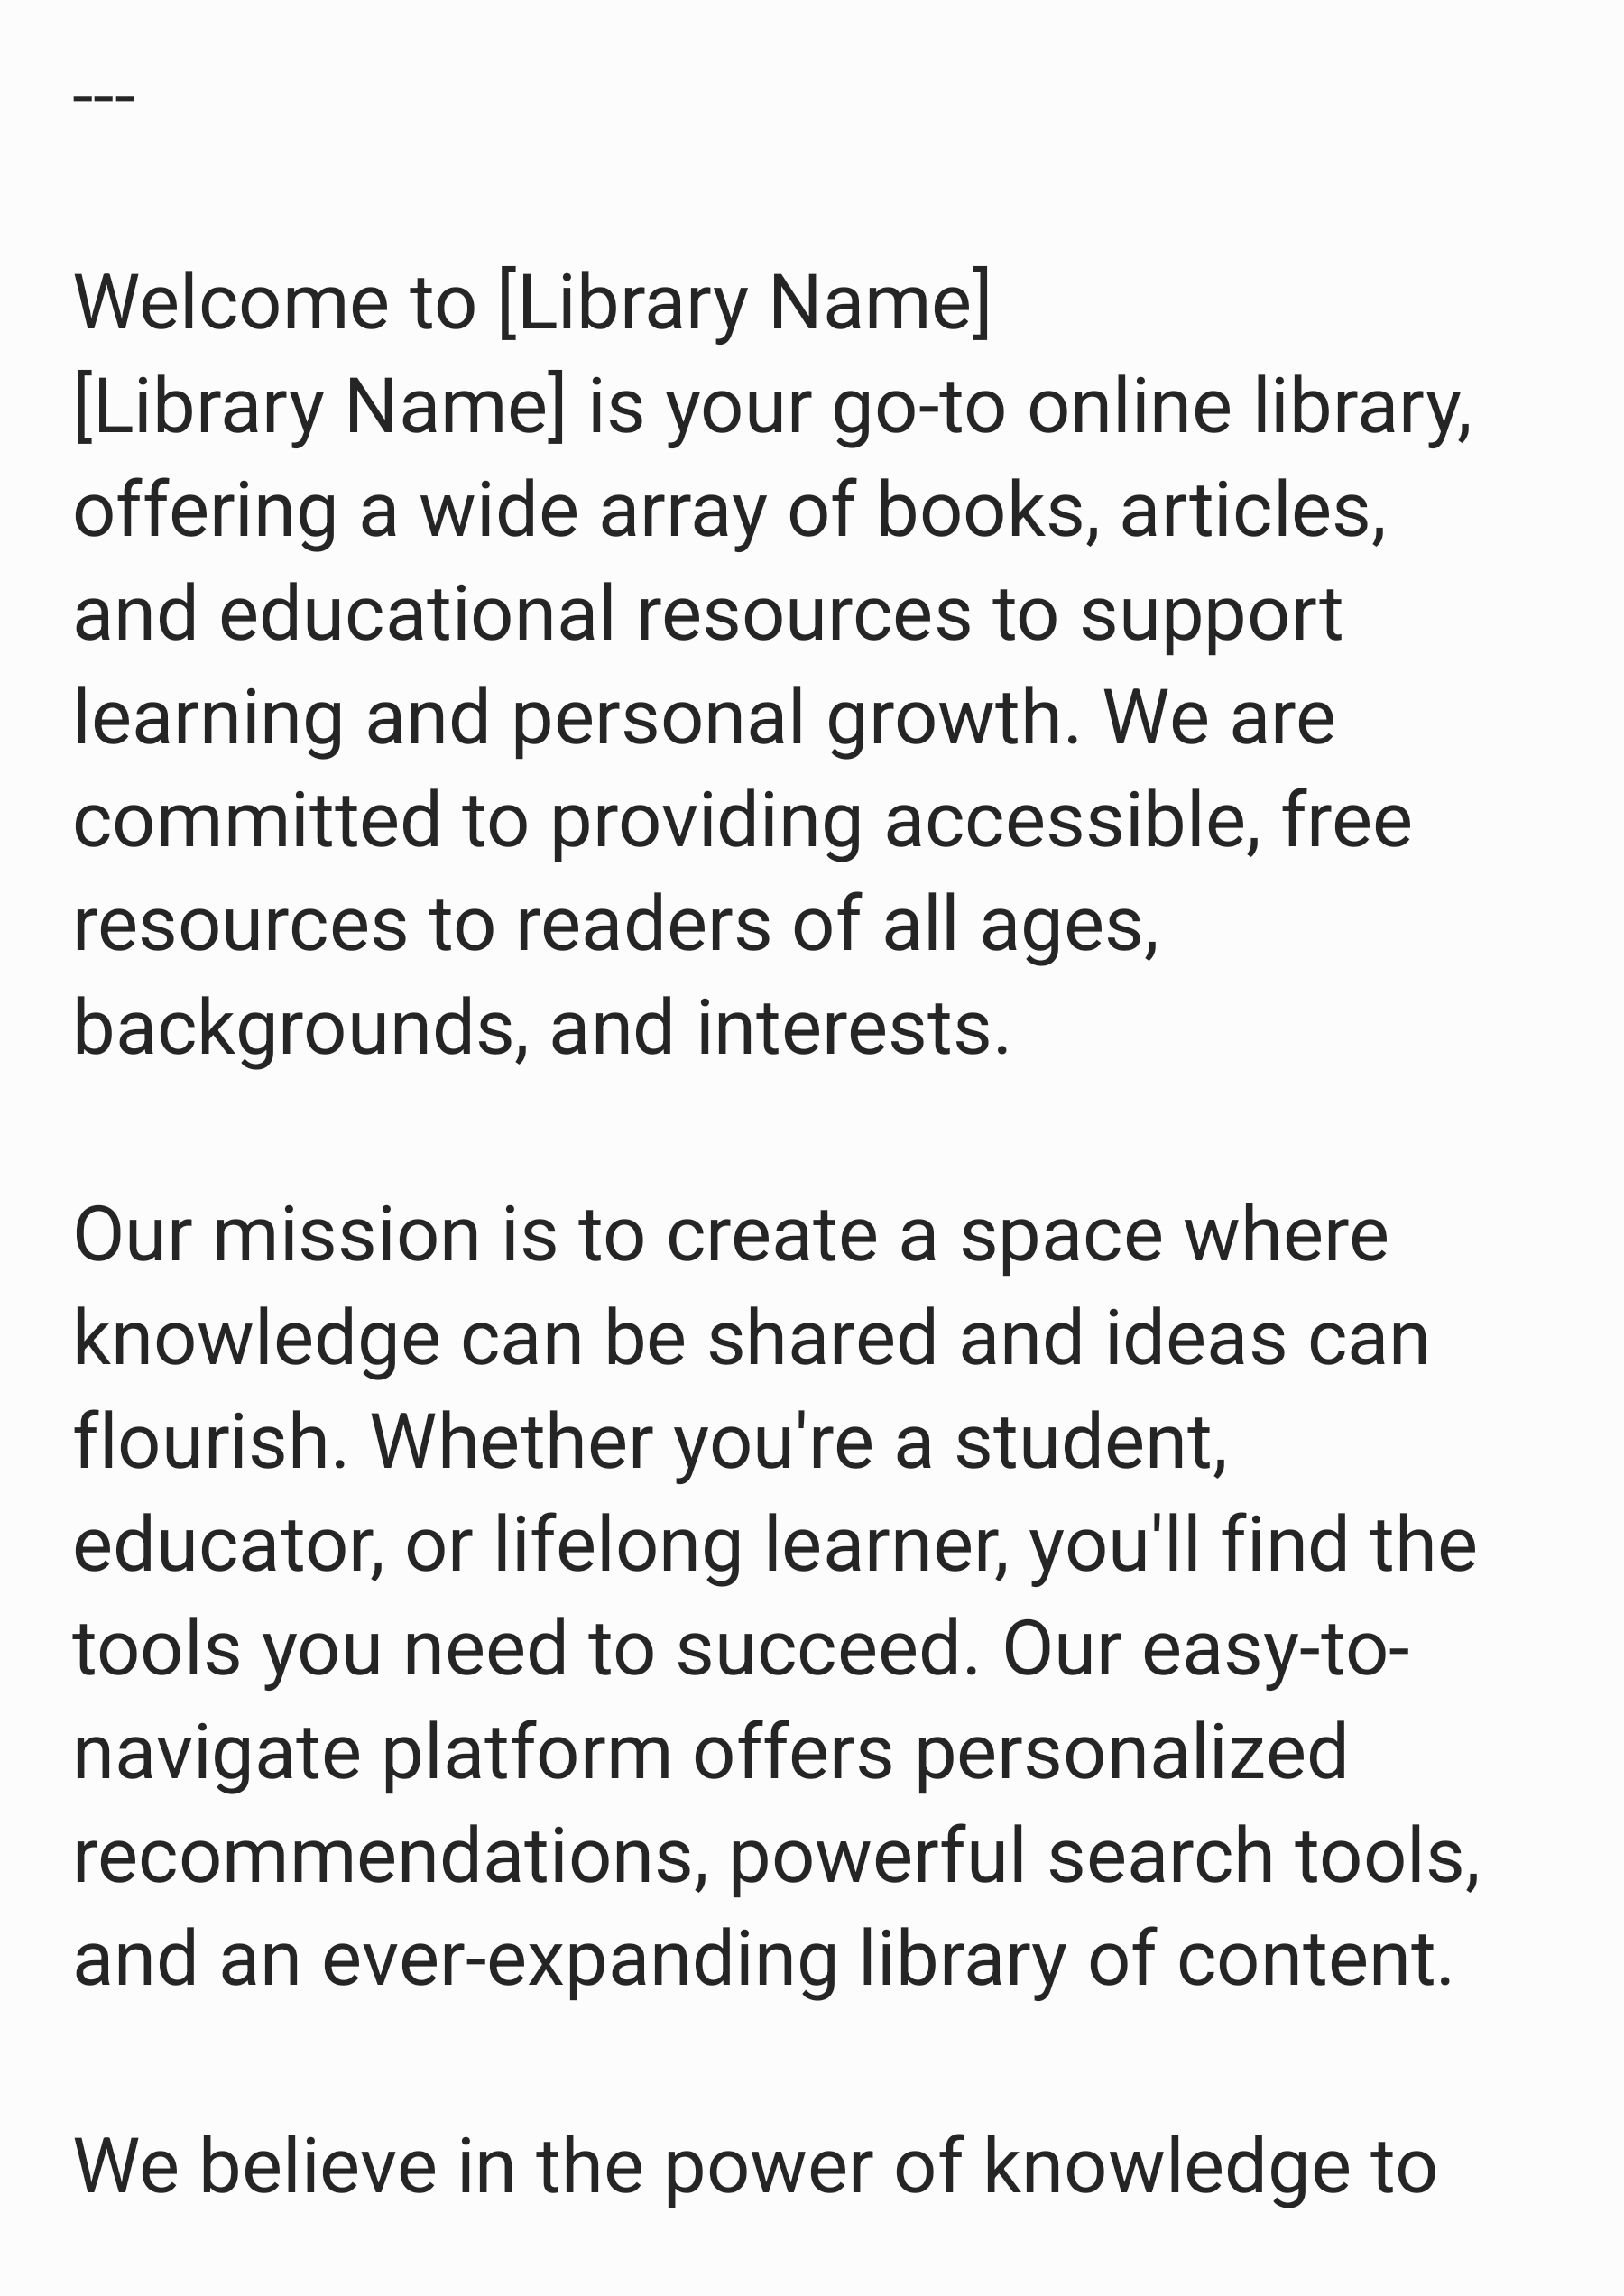 ---
Welcome to [Library Name]
[Library Name] is your go-to online library,
offering a wide array of books, articles,
and educational resources to support
learning and personal growth. We are
committed to providing accessible, free
resources to readers of all ages,
backgrounds, and interests.
Our mission is to create a space where
knowledge can be shared and ideas can
flourish. Whether you're a student,
educator, or lifelong learner, you'll find the
tools you need to succeed. Our easy-to-
navigate platform offers personalized
recommendations, powerful search tools,
and an ever-expanding library of content.
We believe in the power of knowledge to